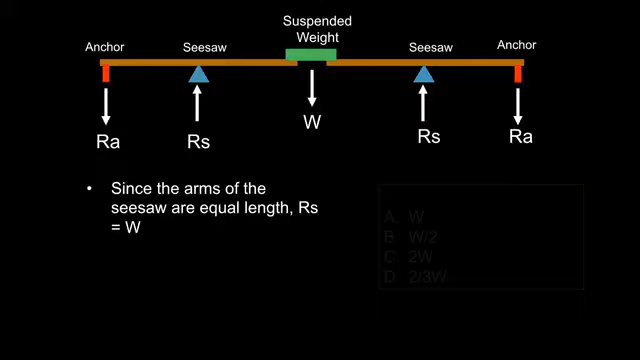 Suspended
Weight
Anchor
Seesaw
Seesaw
Anchor
Ra
Rs
W
Rs
Ra
• Since the arms of the
seesaw are equal length, Rs
= W
A. W
B. W/2
C. 2W
D. 2/3W